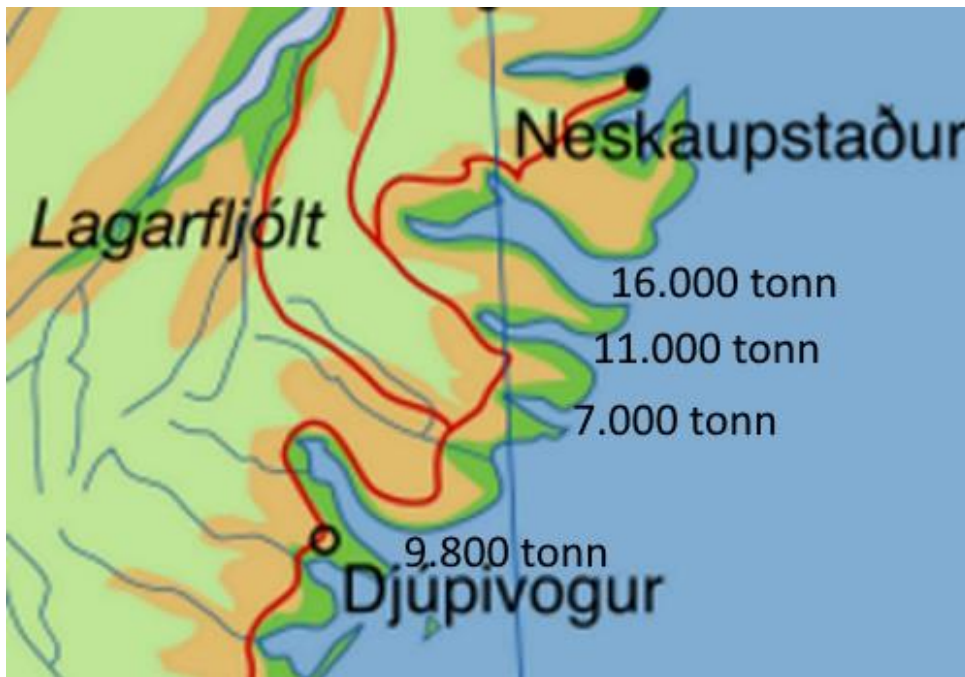 Neskaupstaður
Lagarfljólt
16.000 tonn
11.000 tonn
7.000 tonn
9.800 tonn
Djúpivogur